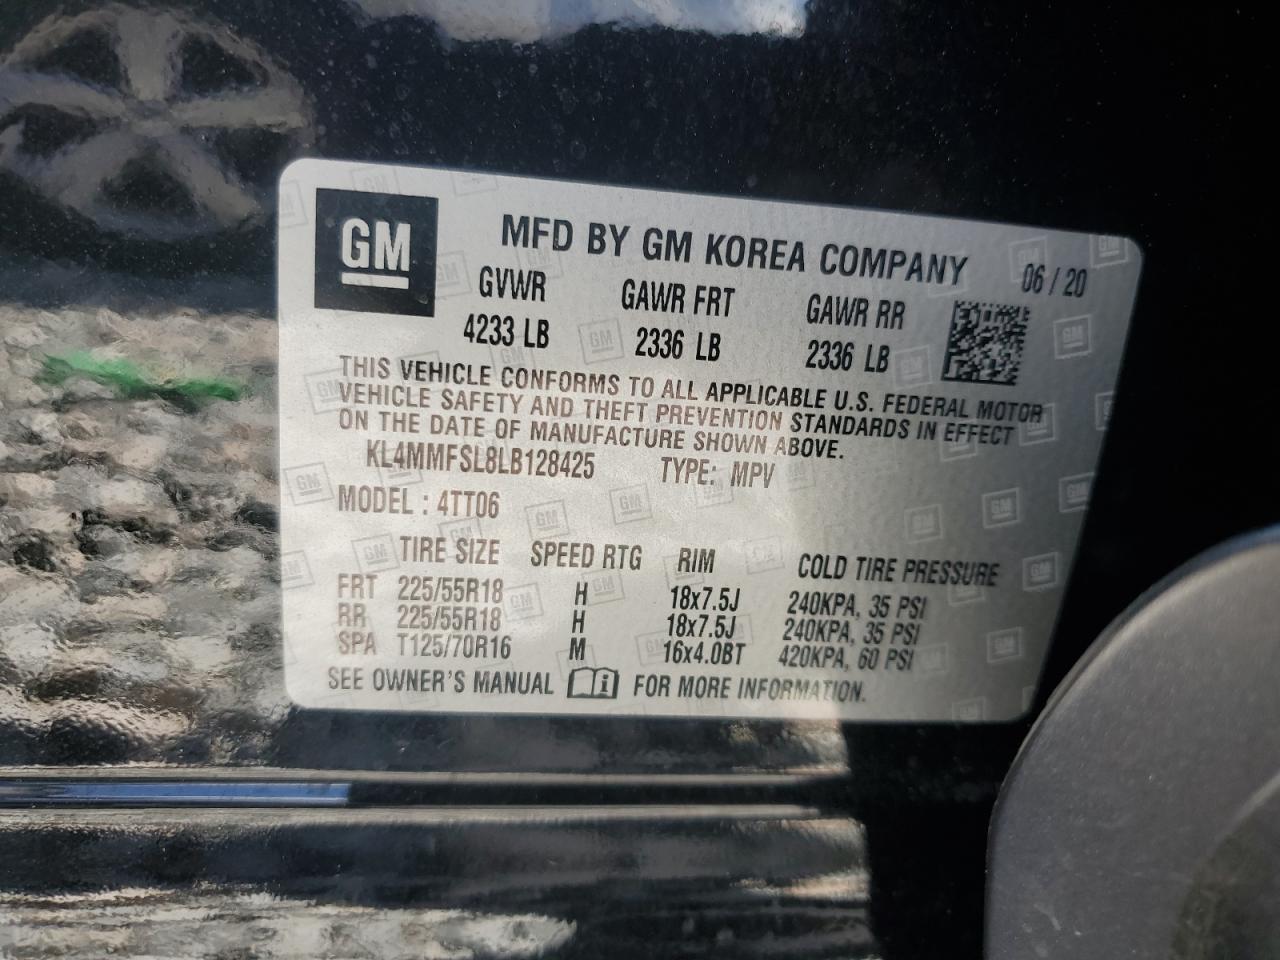 GM
MFD BY GM KOREA COMPANY 06 / 20
GVWR GAWR FRT GAWR RR
4233 LB 2336 LB 2336 LB
THIS VEHICLE CONFORMS TO ALL APPLICABLE U.S. FEDERAL MOTOR
VEHICLE SAFETY AND THEFT PREVENTION STANDARDS IN EFFECT
ON THE DATE OF MANUFACTURE SHOWN ABOVE.
KL4MMFSL8LB128425 TYPE: MPV
MODEL : 4TT06
TIRE SIZE SPEED RTG RIM COLD TIRE PRESSURE
FRT 225/55R18 H 18x7.5J 240KPA, 35 PSI
RR 225/55R18 H 18x7.5J 240KPA, 35 PSI
SPA T125/70R16 M 16x4.0BT 420KPA, 60 PSI
SEE OWNER'S MANUAL FOR MORE INFORMATION.